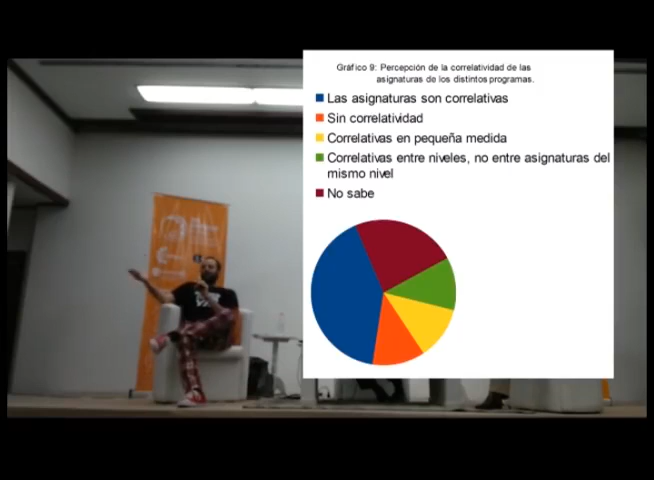 Gráfico 9: Percepción de la correlatividad de las
asignaturas de los distintos programas.
Las asignaturas son correlativas
Sin correlatividad
Correlativas en pequeña medida
Correlativas entre niveles, no entre asignaturas del
mismo nivel
No sabe